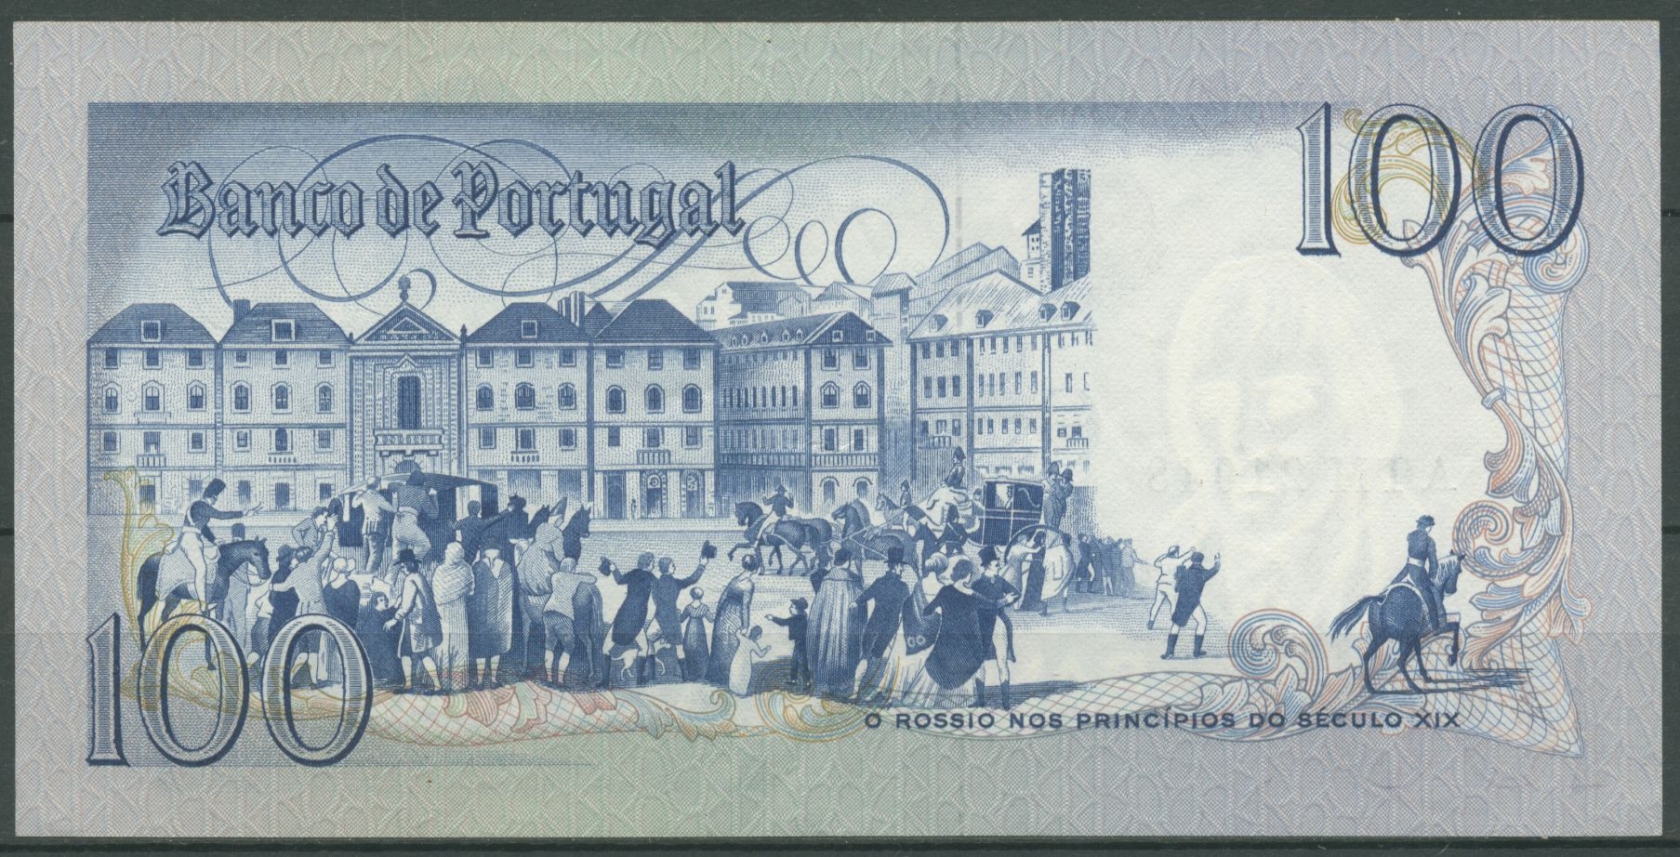 Banco de Portugal
100
100
O ROSSIO NOS PRINCÍPIOS DO SÉCULO XIX